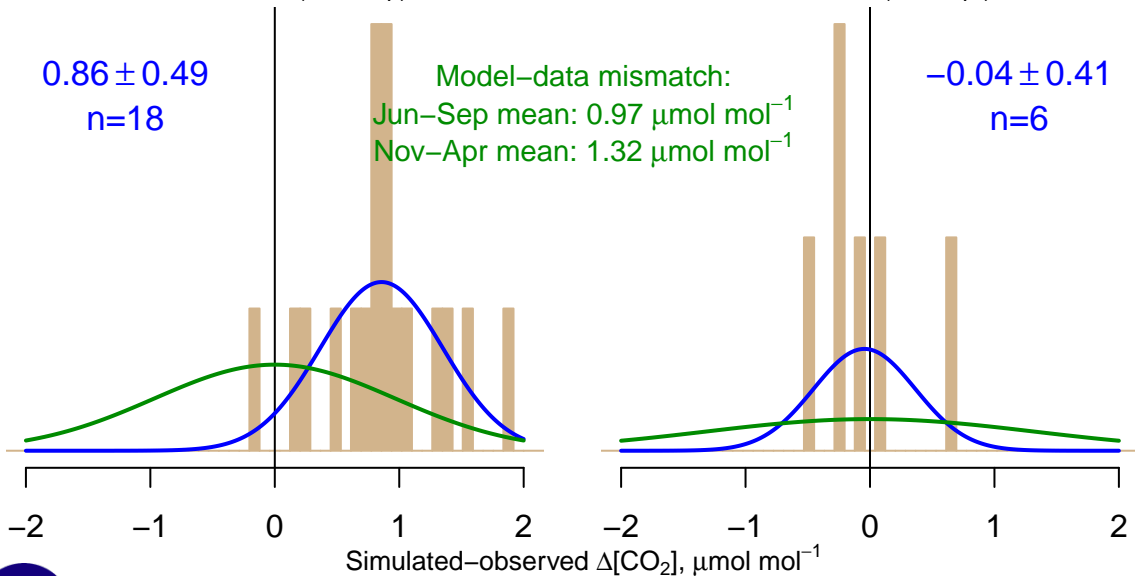 0.86 ± 0.49
n=18
Model−data mismatch:
Jun−Sep mean: 0.97 μmol mol⁻¹
Nov−Apr mean: 1.32 μmol mol⁻¹
−0.04 ± 0.41
n=6
−2 −1 0 1 2
−2 −1 0 1 2
Simulated−observed Δ[CO₂], μmol mol⁻¹